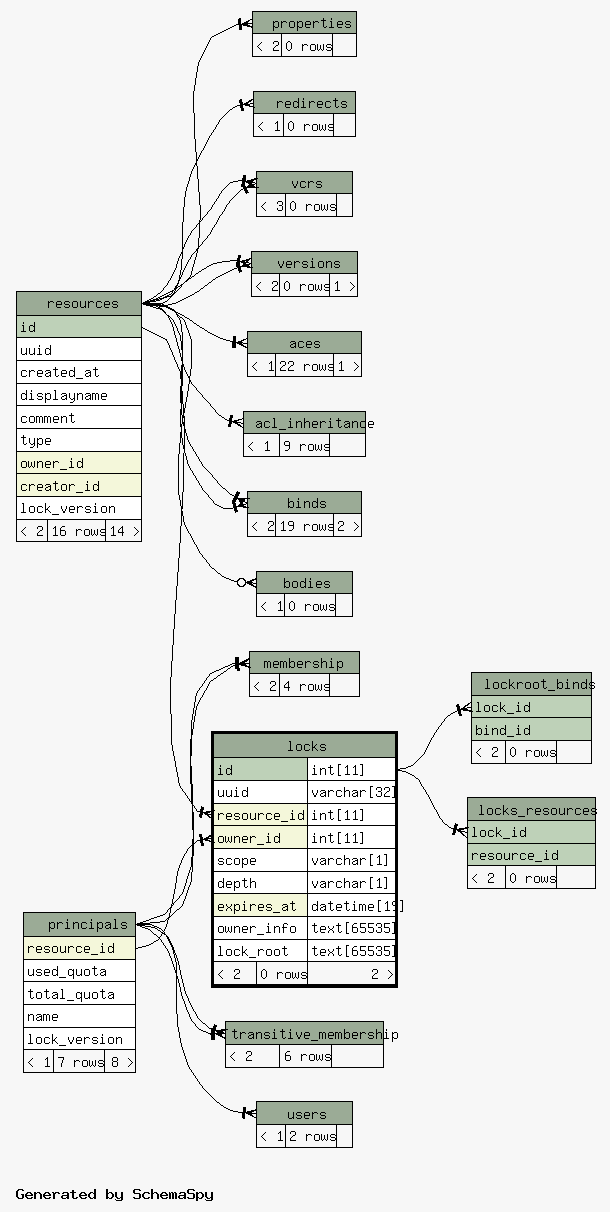 properties
< 2 0 rows
redirects
< 1 0 rows
vcrs
< 3 0 rows
versions
< 2 0 rows 1 >
resources
id
uuid
created_at
displayname
comment
type
owner_id
creator_id
lock_version
< 2 16 rows 14 >
aces
< 1 22 rows 1 >
acl_inheritance
< 1 9 rows
binds
< 2 19 rows 2 >
bodies
< 1 0 rows
membership
< 2 4 rows
lockroot_binds
lock_id
bind_id
< 2 0 rows
locks
id int[11]
uuid varchar[32]
resource_id int[11]
owner_id int[11]
scope varchar[1]
depth varchar[1]
expires_at datetime[19]
owner_info text[65535]
lock_root text[65535]
< 2 0 rows 2 >
locks_resources
lock_id
resource_id
< 2 0 rows
principals
resource_id
used_quota
total_quota
name
lock_version
< 1 7 rows 8 >
transitive_membership
< 2 6 rows
users
< 1 2 rows
Generated by SchemaSpy